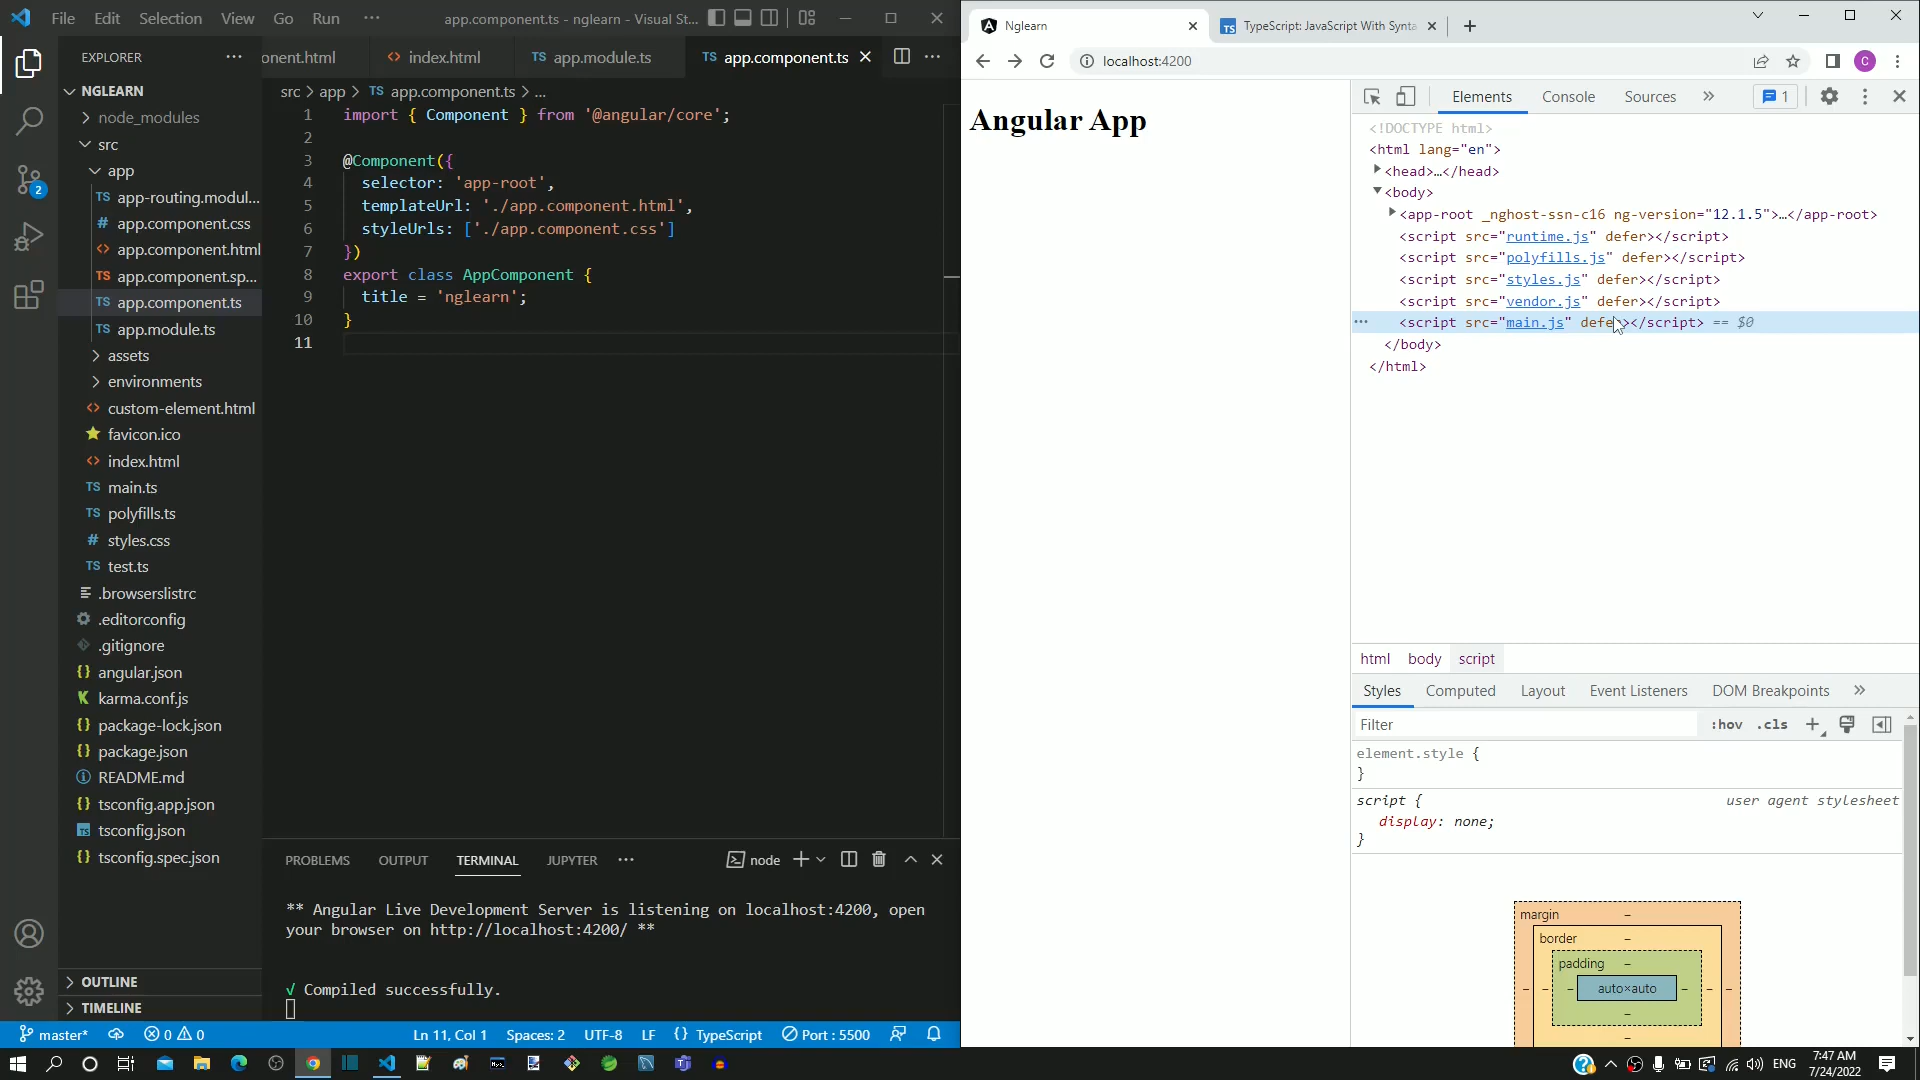 File Edit Selection View Go Run ··· app.component.ts - nglearn - Visual St...
EXPLORER ···
NGLEARN
node_modules
src
app
TS app-routing.modul...
# app.component.css
<> app.component.html
TS app.component.sp...
TS app.component.ts
TS app.module.ts
assets
environments
<> custom-element.html
favicon.ico
<> index.html
TS main.ts
TS polyfills.ts
# styles.css
TS test.ts
.browserslistrc
.editorconfig
.gitignore
{} angular.json
K karma.conf.js
{} package-lock.json
{} package.json
README.md
{} tsconfig.app.json
TS tsconfig.json
{} tsconfig.spec.json
OUTLINE
TIMELINE
2
onent.html <> index.html TS app.module.ts TS app.component.ts
src > app > TS app.component.ts > ...
1 import { Component } from '@angular/core';
2
3 @Component({
4 selector: 'app-root',
5 templateUrl: './app.component.html',
6 styleUrls: ['./app.component.css']
7 })
8 export class AppComponent {
9 title = 'nglearn';
10 }
11
PROBLEMS OUTPUT TERMINAL JUPYTER ··· node
** Angular Live Development Server is listening on localhost:4200, open
your browser on http://localhost:4200/ **
√ Compiled successfully.
master* 0 0 Ln 11, Col 1 Spaces: 2 UTF-8 LF {} TypeScript Port : 5500
Nglearn TS TypeScript: JavaScript With Synta
localhost:4200 C
Angular App
Elements Console Sources » 1
<!DOCTYPE html>
<html lang="en">
<head>…</head>
<body>
<app-root _nghost-ssn-c16 ng-version="12.1.5">…</app-root>
<script src="runtime.js" defer></script>
<script src="polyfills.js" defer></script>
<script src="styles.js" defer></script>
<script src="vendor.js" defer></script>
··· <script src="main.js" defer></script> == $0
</body>
</html>
html body script
Styles Computed Layout Event Listeners DOM Breakpoints »
Filter :hov .cls +
element.style {
}
script { user agent stylesheet
display: none;
}
margin –
border –
padding –
– – – auto×auto – – –
–
–
ENG 7:47 AM
7/24/2022